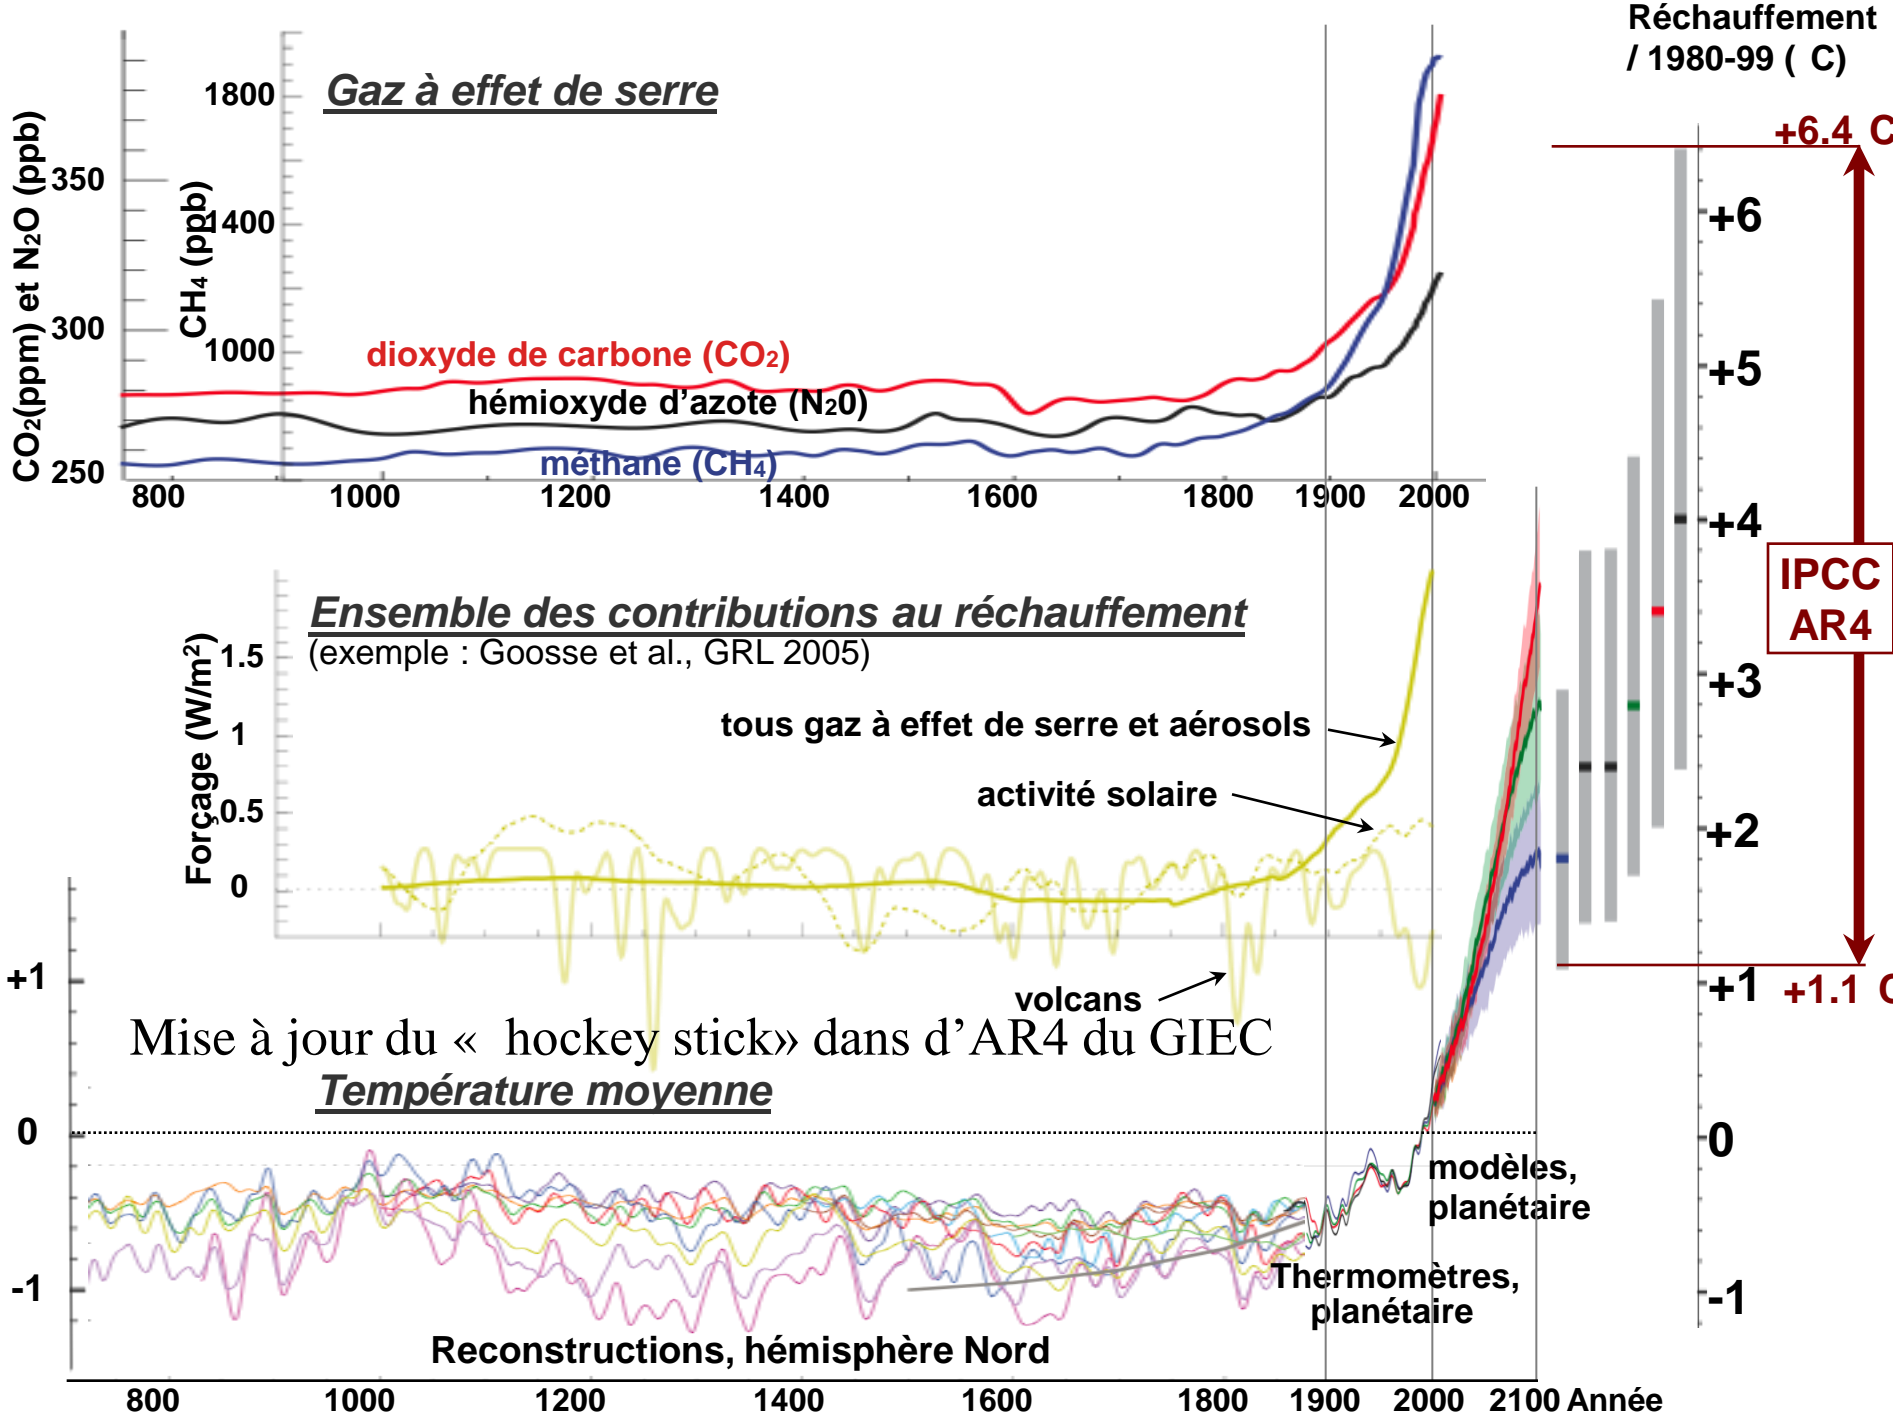 Réchauffement
/ 1980-99 ( C)
Gaz à effet de serre
CO₂(ppm) et N₂O (ppb)
350
300
250
CH₄ (ppb)
1800
1400
1000
dioxyde de carbone (CO₂)
hémioxyde d'azote (N₂0)
méthane (CH₄)
800 1000 1200 1400 1600 1800 1900 2000
+6.4 C
+6
+5
+4
+3
+2
+1
0
-1
IPCC
AR4
+1.1 C
Ensemble des contributions au réchauffement
(exemple : Goosse et al., GRL 2005)
Forçage (W/m²)
1.5
1
0.5
0
tous gaz à effet de serre et aérosols
activité solaire
volcans
Mise à jour du « hockey stick» dans d'AR4 du GIEC
Température moyenne
+1
0
-1
modèles,
planétaire
Thermomètres,
planétaire
Reconstructions, hémisphère Nord
800 1000 1200 1400 1600 1800 1900 2000 2100 Année